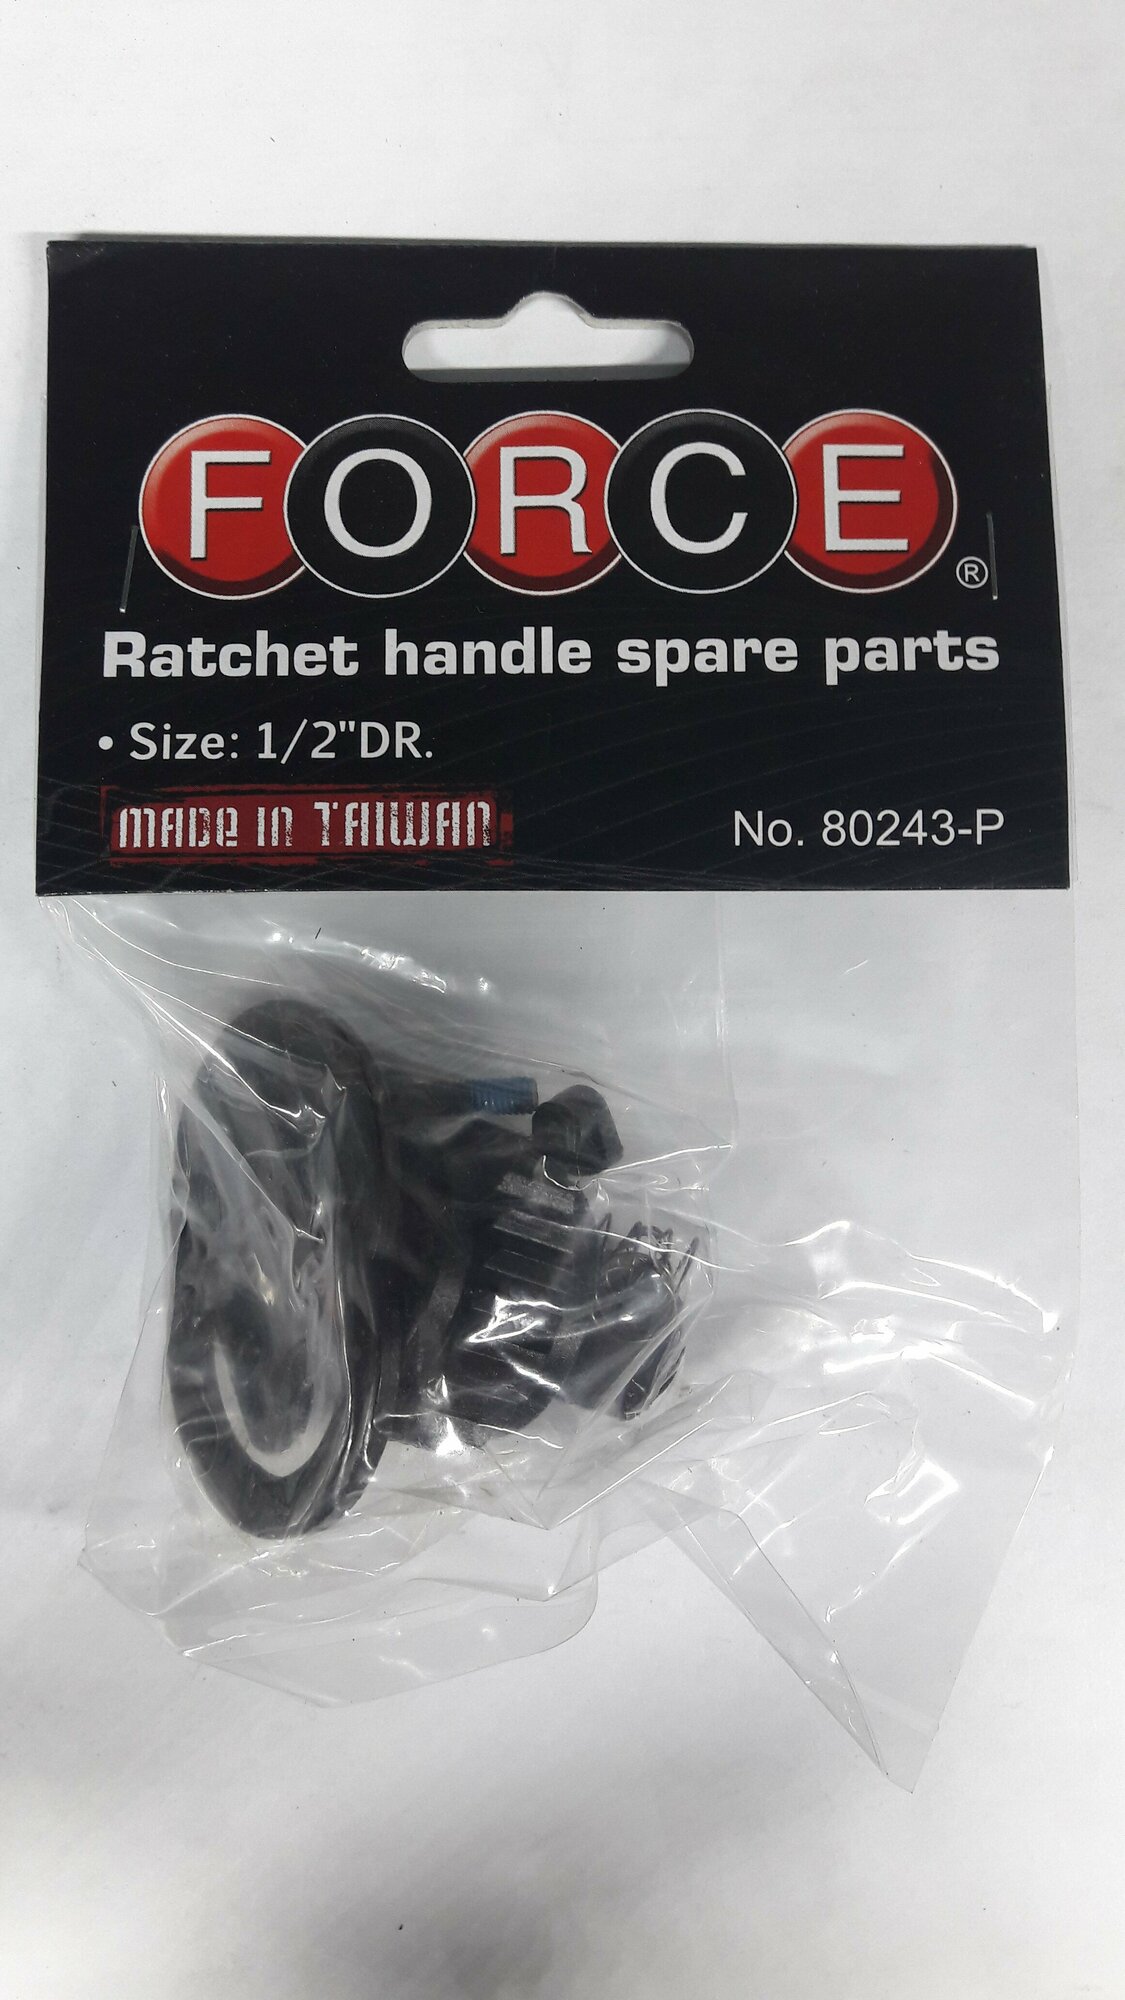 FORCE®
Ratchet handle spare parts
• Size: 1/2"DR.
MADE IN TAIWAN
No. 80243-P